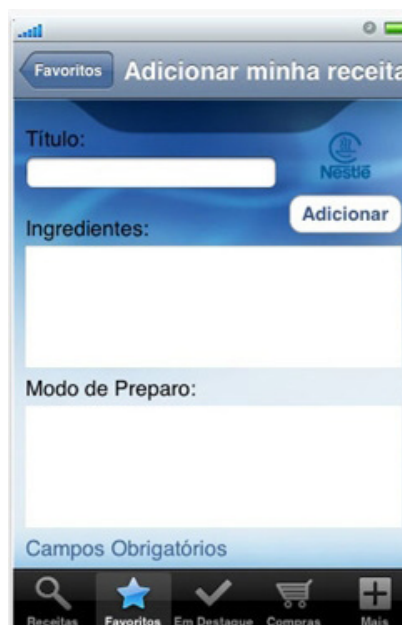 Favoritos
Adicionar minha receita
Título:
Nestlé
Adicionar
Ingredientes:
Modo de Preparo:
Campos Obrigatórios
Receitas Favoritos Em Destaque Compras Mais